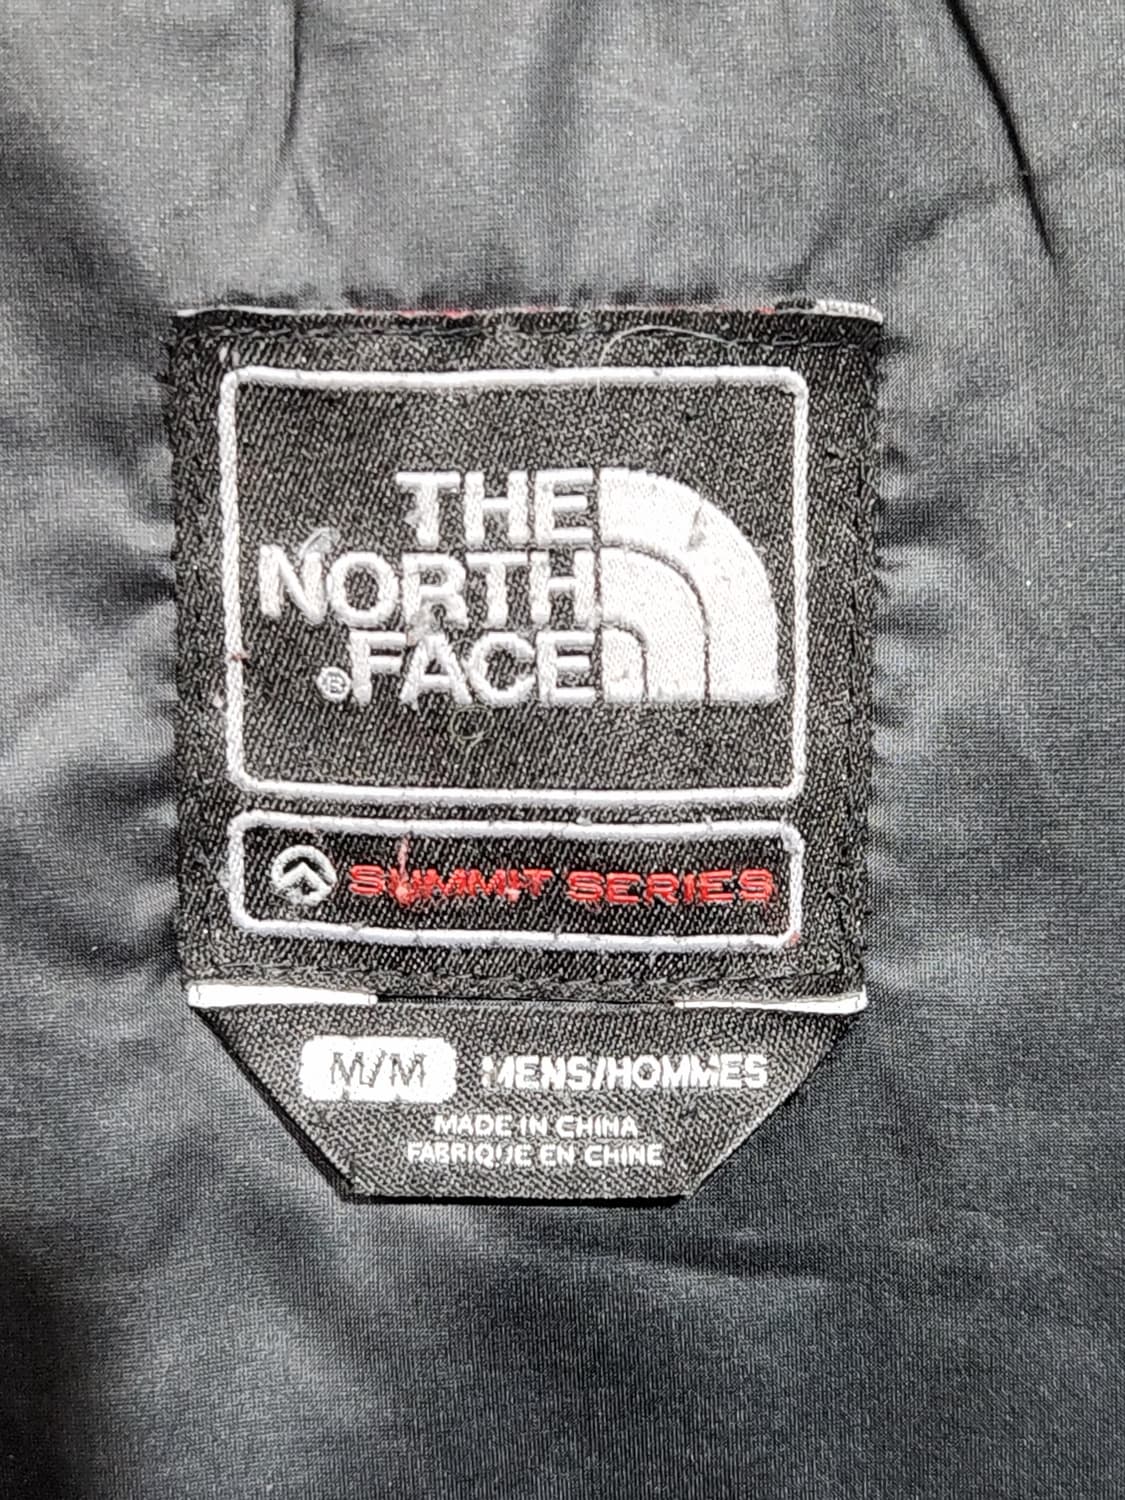 THE
NORTH
® FACE
SUMMIT SERIES
M/M MENS/HOMMES
MADE IN CHINA
FABRIQUE EN CHINE